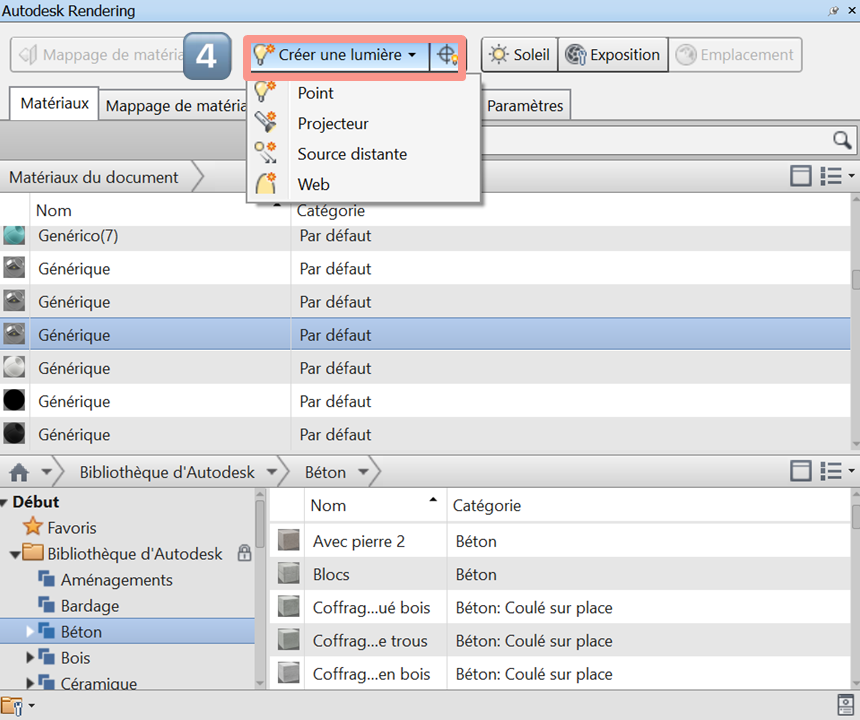 Autodesk Rendering
Mappage de matéria
4
Créer une lumière
Soleil
Exposition
Emplacement
Matériaux
Mappage de matéria
Paramètres
Point
Projecteur
Source distante
Web
Matériaux du document
Nom
Catégorie
Genérico(7)
Par défaut
Générique
Par défaut
Générique
Par défaut
Générique
Par défaut
Générique
Par défaut
Générique
Par défaut
Générique
Par défaut
Bibliothèque d'Autodesk
Béton
Début
Favoris
Bibliothèque d'Autodesk
Aménagements
Bardage
Béton
Bois
Céramique
Nom
Catégorie
Avec pierre 2
Béton
Blocs
Béton
Coffrag...ué bois
Béton: Coulé sur place
Coffrag...e trous
Béton: Coulé sur place
Coffrag...en bois
Béton: Coulé sur place